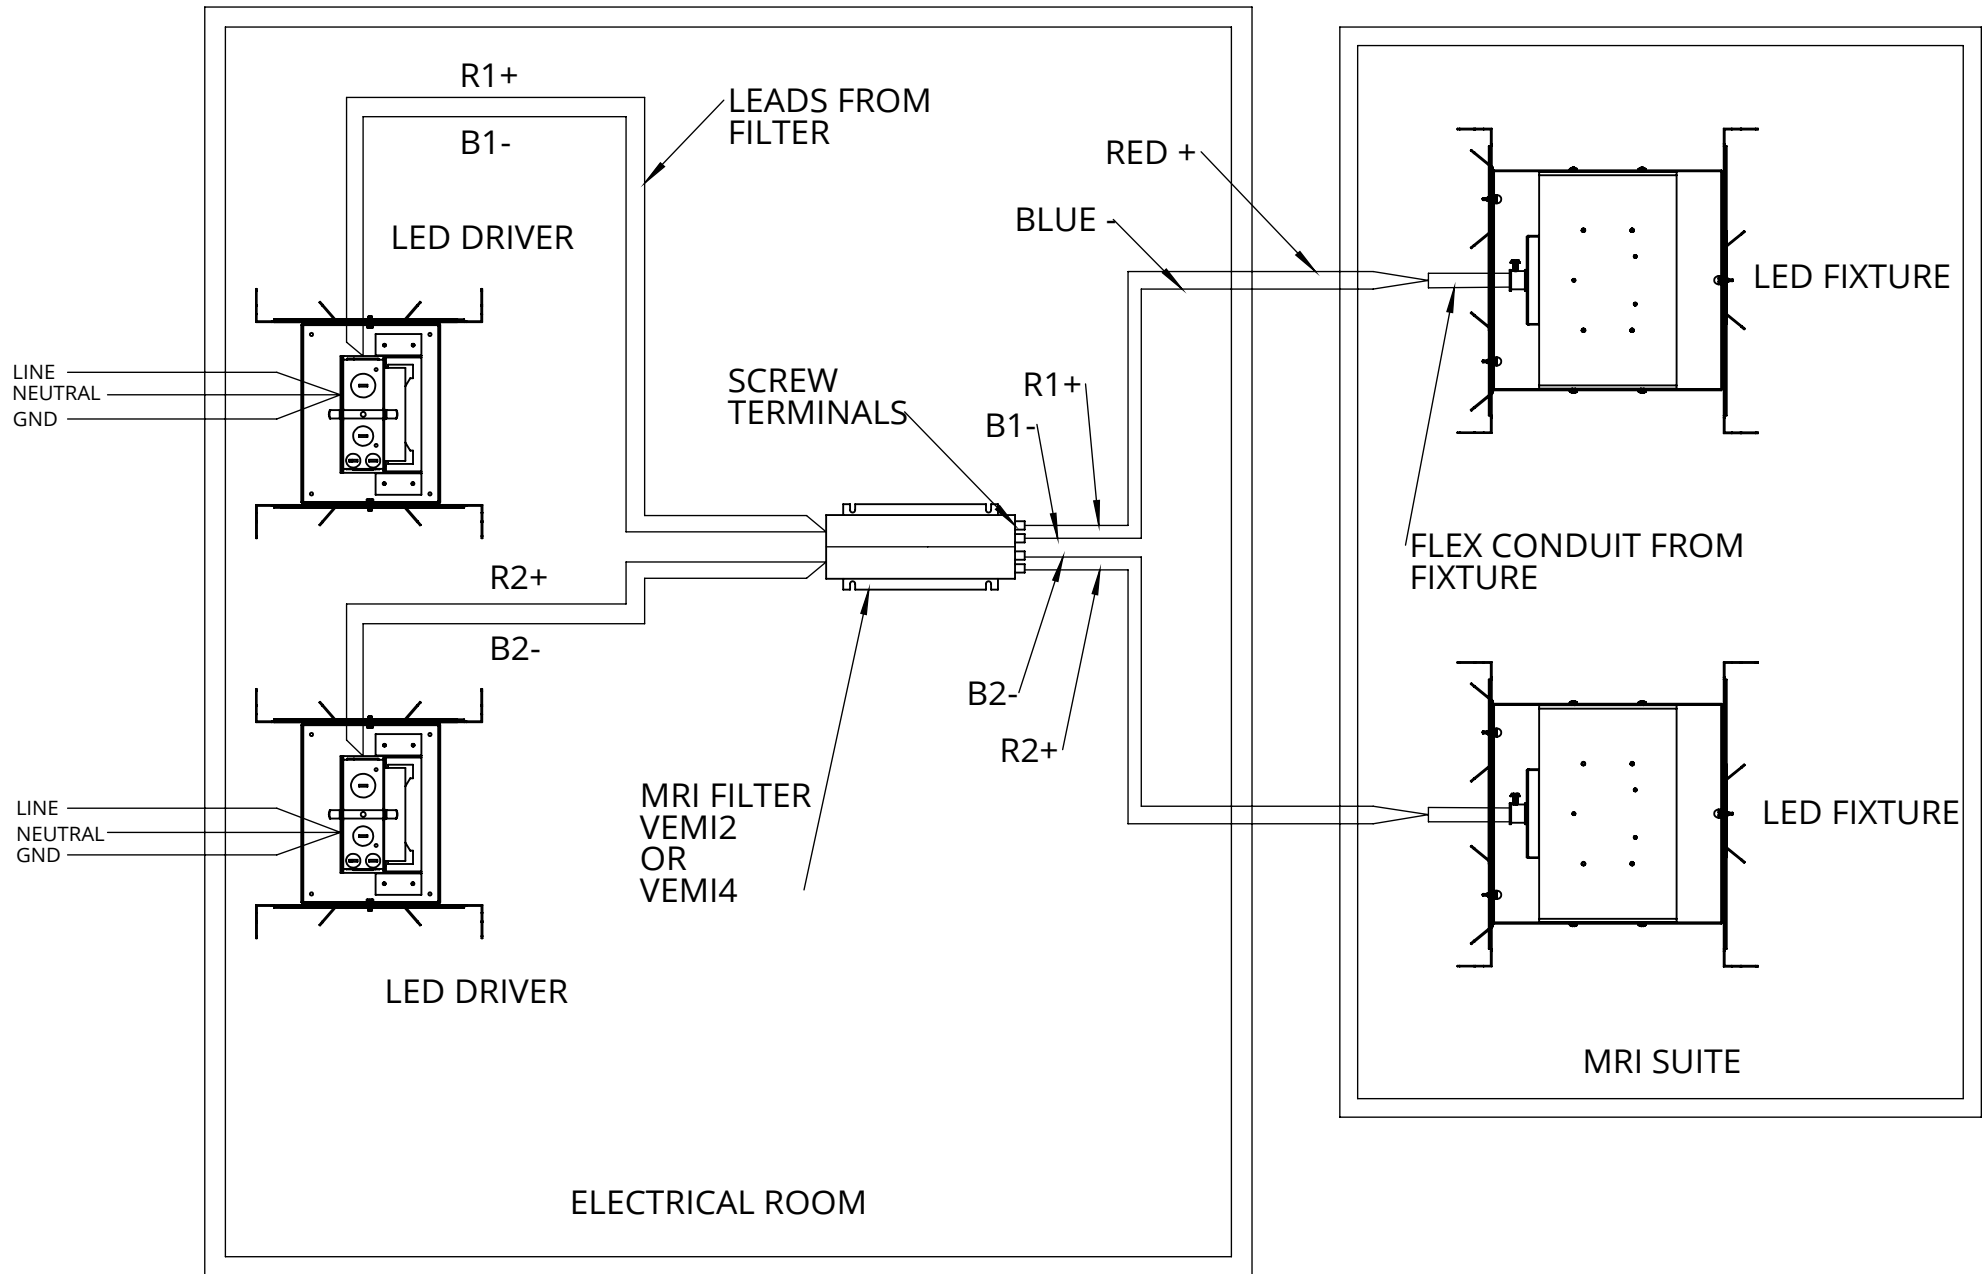 R1+
B1-
LEADS FROM
FILTER
RED +
BLUE -
LED DRIVER
LED FIXTURE
LINE
NEUTRAL
GND
SCREW
TERMINALS
R1+
B1-
FLEX CONDUIT FROM
FIXTURE
R2+
B2-
B2-
R2+
MRI FILTER
VEMI2
OR
VEMI4
LINE
NEUTRAL
GND
LED FIXTURE
LED DRIVER
MRI SUITE
ELECTRICAL ROOM